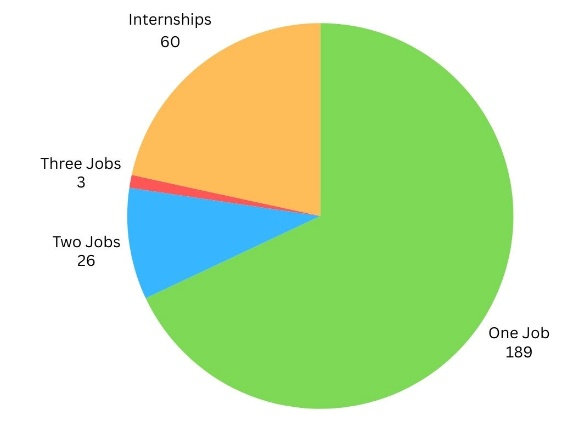 Internships
60
Three Jobs
3
Two Jobs
26
One Job
189